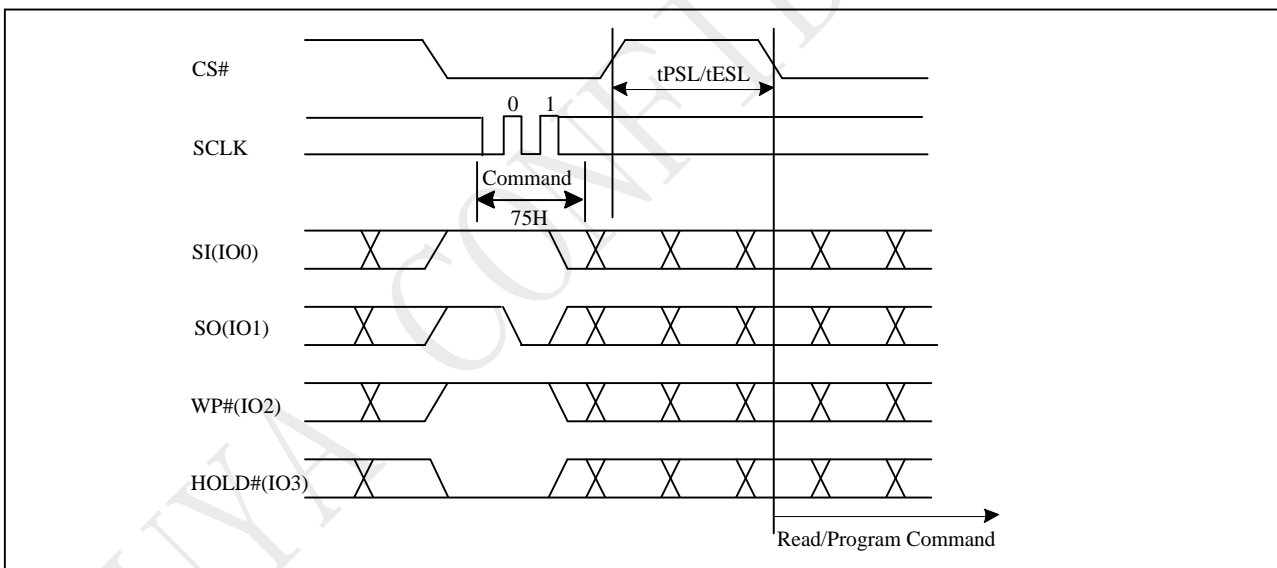 CS#
tPSL/tESL
0 1
SCLK
Command
75H
SI(IO0)
SO(IO1)
WP#(IO2)
HOLD#(IO3)
Read/Program Command